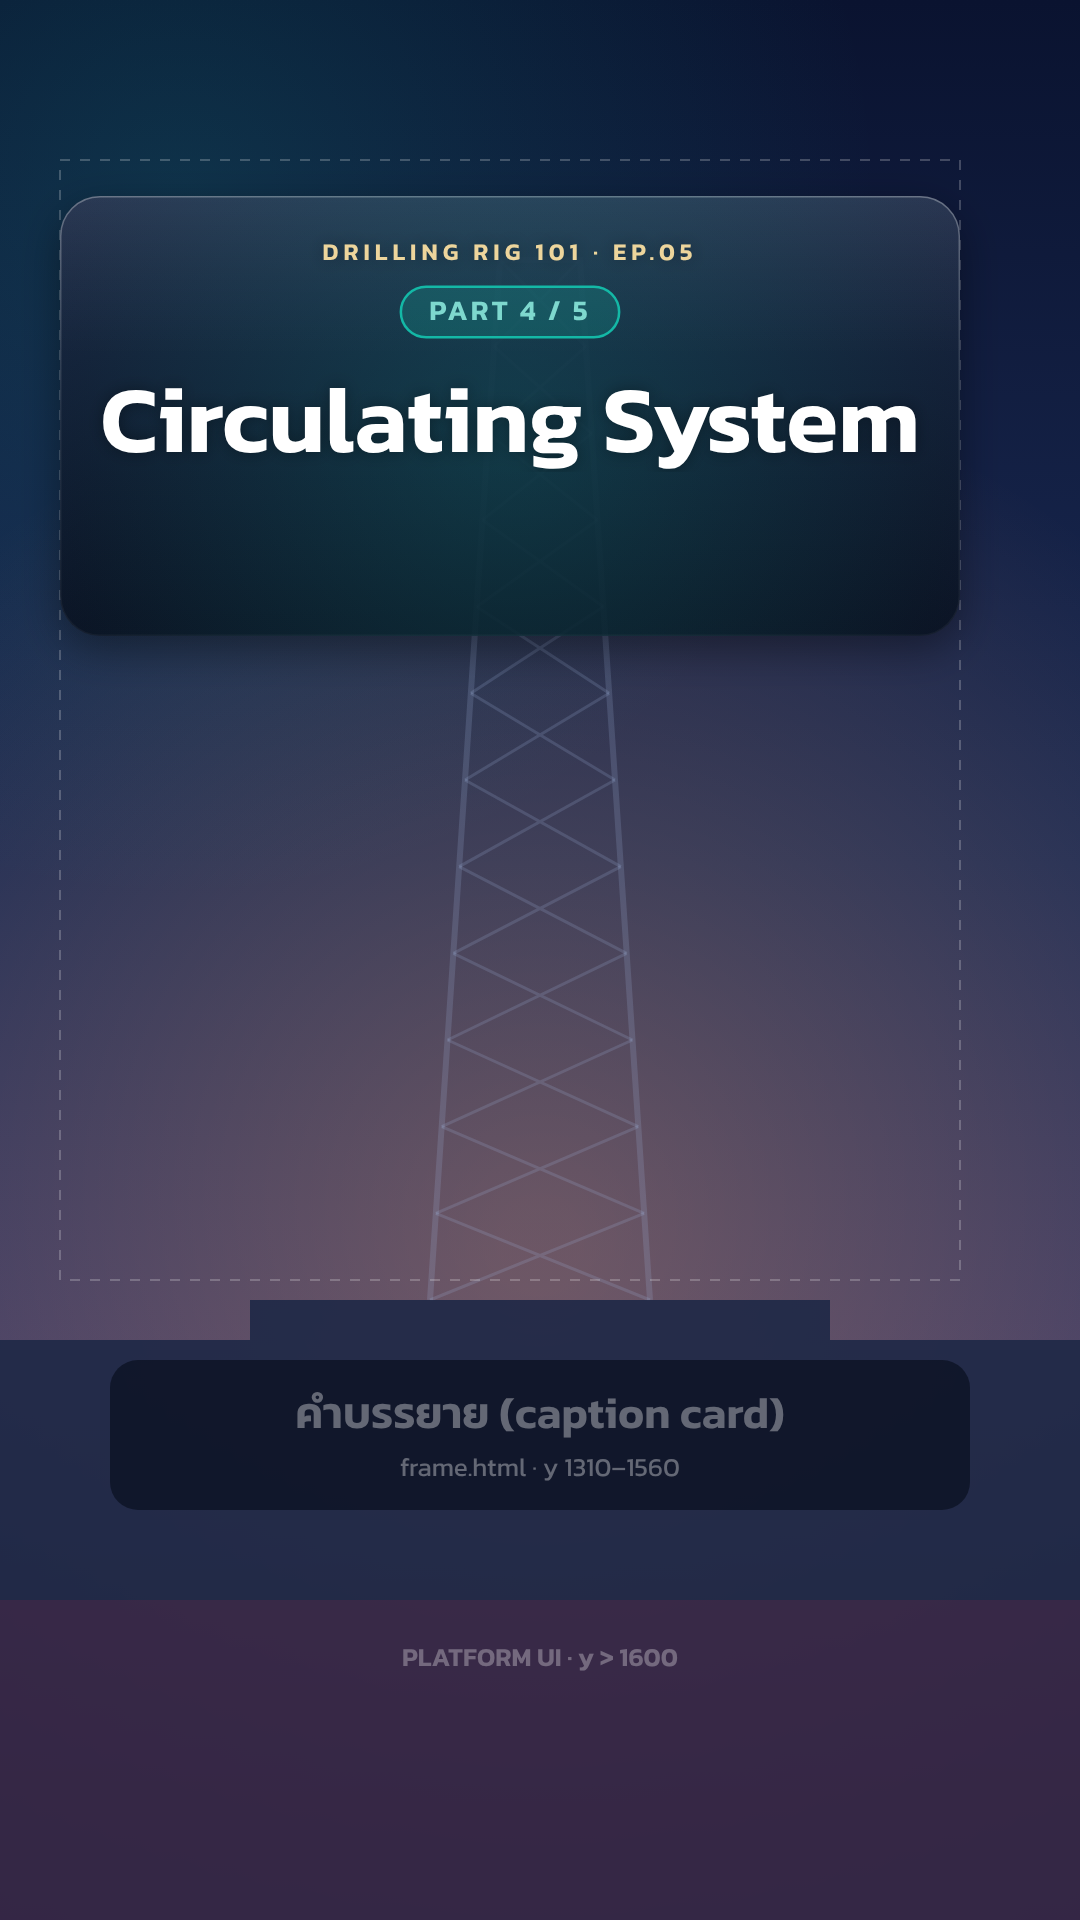 DRILLING RIG 101 · EP.05
PART 4 / 5
Circulating System
คำบรรยาย (caption card)
frame.html · y 1310–1560
PLATFORM UI · y > 1600